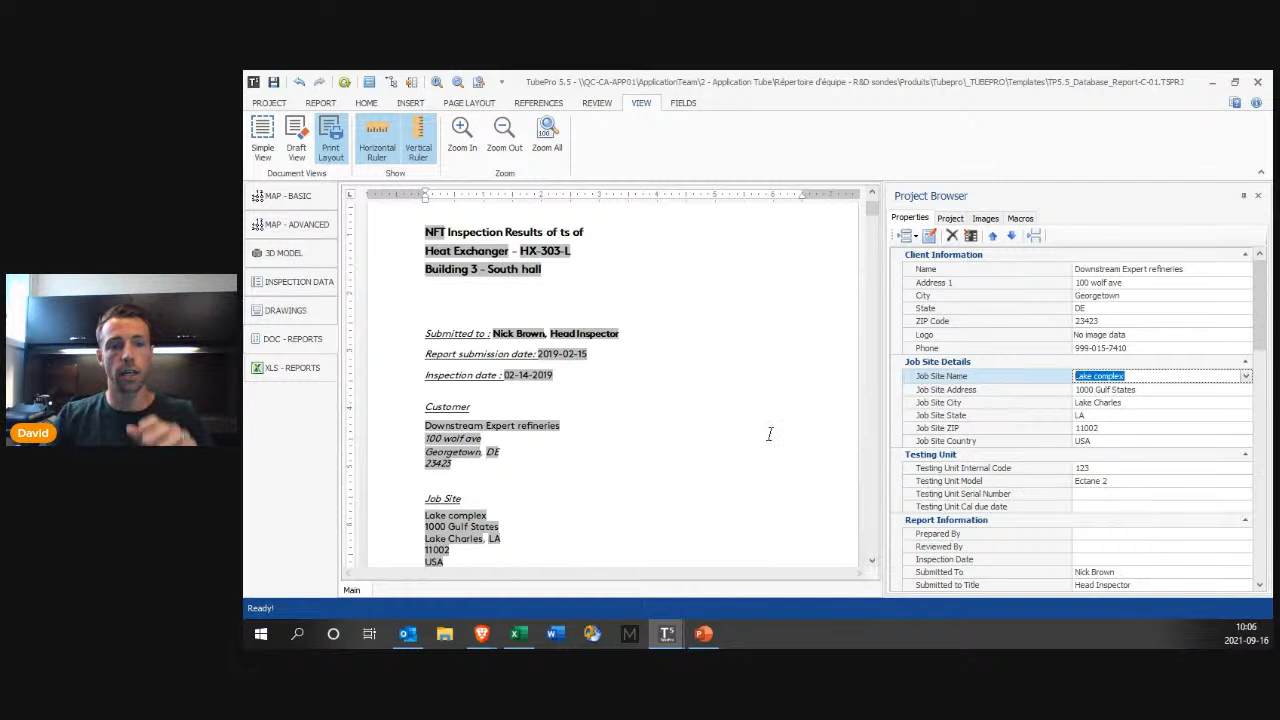 TubePro 5.5 - \\QC-CA-APP01\ApplicationTeam\2 - Application Tube\Répertoire d'équipe - R&D sondes\Produits\Tubepro\_TUBEPRO\Templates\TP5.5_Database_Report-C-01.TSPRJ
PROJECT REPORT HOME INSERT PAGE LAYOUT REFERENCES REVIEW VIEW FIELDS
Simple View
Draft View
Print Layout
Horizontal Ruler
Vertical Ruler
Zoom In
Zoom Out
Zoom All
Document Views
Show
Zoom
MAP - BASIC
MAP - ADVANCED
3D MODEL
INSPECTION DATA
DRAWINGS
DOC - REPORTS
XLS - REPORTS
NFT Inspection Results of ts of
Heat Exchanger - HX-303-L
Building 3 - South hall
Submitted to : Nick Brown, Head Inspector
Report submission date: 2019-02-15
Inspection date : 02-14-2019
Customer
Downstream Expert refineries
100 wolf ave
Georgetown, DE
23423
Job Site
Lake complex
1000 Gulf States
Lake Charles, LA
11002
USA
Main
Project Browser
Properties Project Images Macros
Client Information
Name Downstream Expert refineries
Address 1 100 wolf ave
City Georgetown
State DE
ZIP Code 23423
Logo No image data
Phone 999-015-7410
Job Site Details
Job Site Name Lake complex
Job Site Address 1000 Gulf States
Job Site City Lake Charles
Job Site State LA
Job Site ZIP 11002
Job Site Country USA
Testing Unit
Testing Unit Internal Code 123
Testing Unit Model Ectane 2
Testing Unit Serial Number
Testing Unit Cal due date
Report Information
Prepared By
Reviewed By
Inspection Date
Submitted To Nick Brown
Submitted to Title Head Inspector
David
Ready!
10:06
2021-09-16